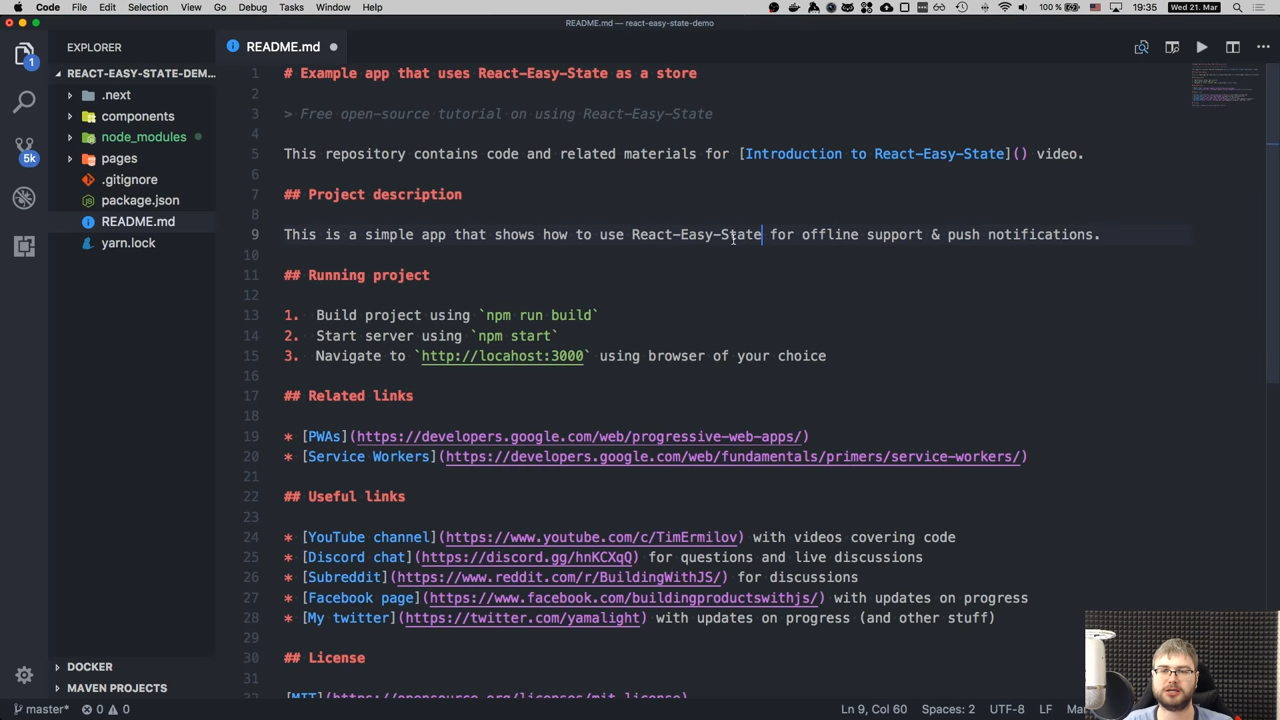 Code File Edit Selection View Go Debug Tasks Window Help 100 % 19:35 Wed 21. Mar
README.md — react-easy-state-demo
EXPLORER
README.md
REACT-EASY-STATE-DEM...
.next
components
node_modules
pages
.gitignore
package.json
README.md
yarn.lock
1
5k
1 # Example app that uses React-Easy-State as a store
2
3 > Free open-source tutorial on using React-Easy-State
4
5 This repository contains code and related materials for [Introduction to React-Easy-State]() video.
6
7 ## Project description
8
9 This is a simple app that shows how to use React-Easy-State for offline support & push notifications.
10
11 ## Running project
12
13 1. Build project using `npm run build`
14 2. Start server using `npm start`
15 3. Navigate to `http://locahost:3000` using browser of your choice
16
17 ## Related links
18
19 * [PWAs](https://developers.google.com/web/progressive-web-apps/)
20 * [Service Workers](https://developers.google.com/web/fundamentals/primers/service-workers/)
21
22 ## Useful links
23
24 * [YouTube channel](https://www.youtube.com/c/TimErmilov) with videos covering code
25 * [Discord chat](https://discord.gg/hnKCXqQ) for questions and live discussions
26 * [Subreddit](https://www.reddit.com/r/BuildingWithJS/) for discussions
27 * [Facebook page](https://www.facebook.com/buildingproductswithjs/) with updates on progress
28 * [My twitter](https://twitter.com/yamalight) with updates on progress (and other stuff)
29
30 ## License
31
32 [MIT](https://opensource.org/licenses/mit-license)
DOCKER
MAVEN PROJECTS
master* 0 0 Ln 9, Col 60 Spaces: 2 UTF-8 LF